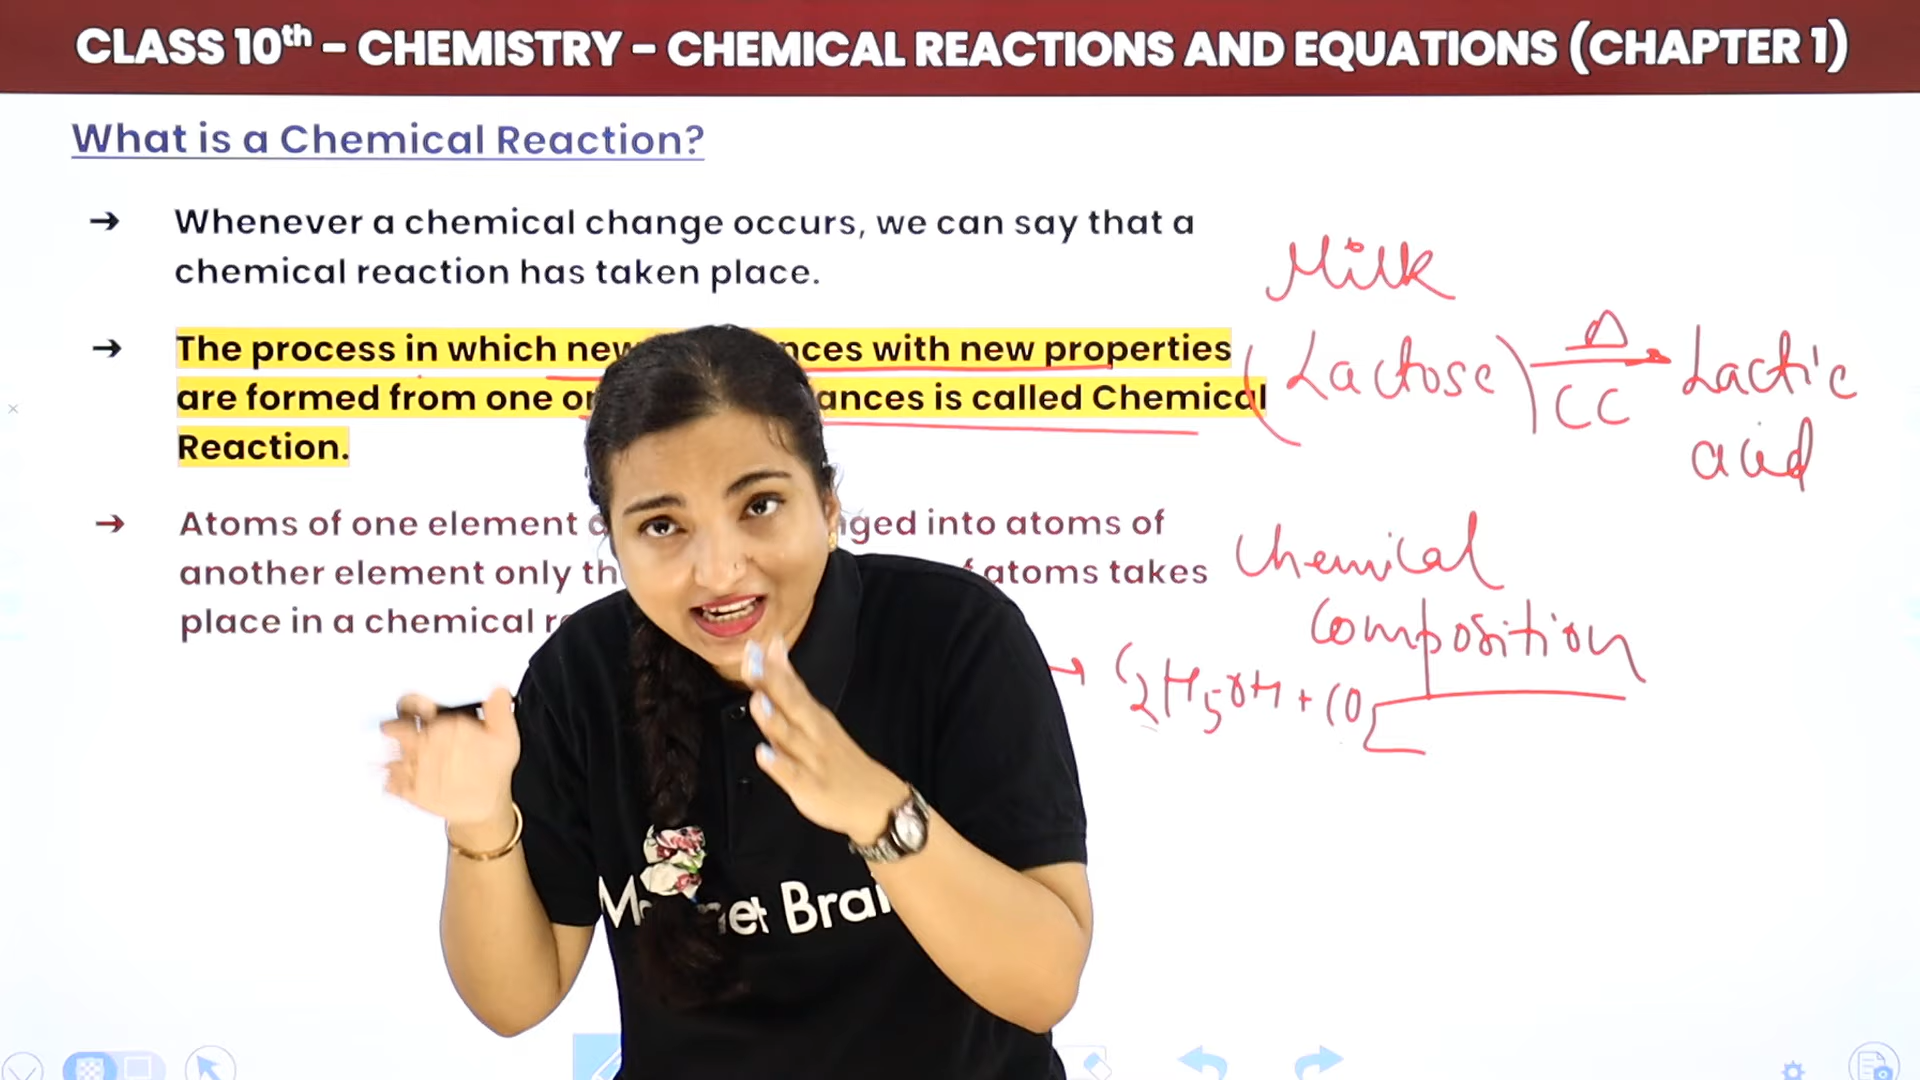 CLASS 10th - CHEMISTRY - CHEMICAL REACTIONS AND EQUATIONS (CHAPTER 1)
What is a Chemical Reaction?
➔ Whenever a chemical change occurs, we can say that a
chemical reaction has taken place.
➔ The process in which new nces with new properties
are formed from one or ances is called Chemical
Reaction.
➔ Atoms of one element nged into atoms of
another element only th f atoms takes
place in a chemical r
Milk
(Lactose) Δ → Lactic
CC acid
Chemical
Composition
→ C2H5OH + CO2
M net Brai